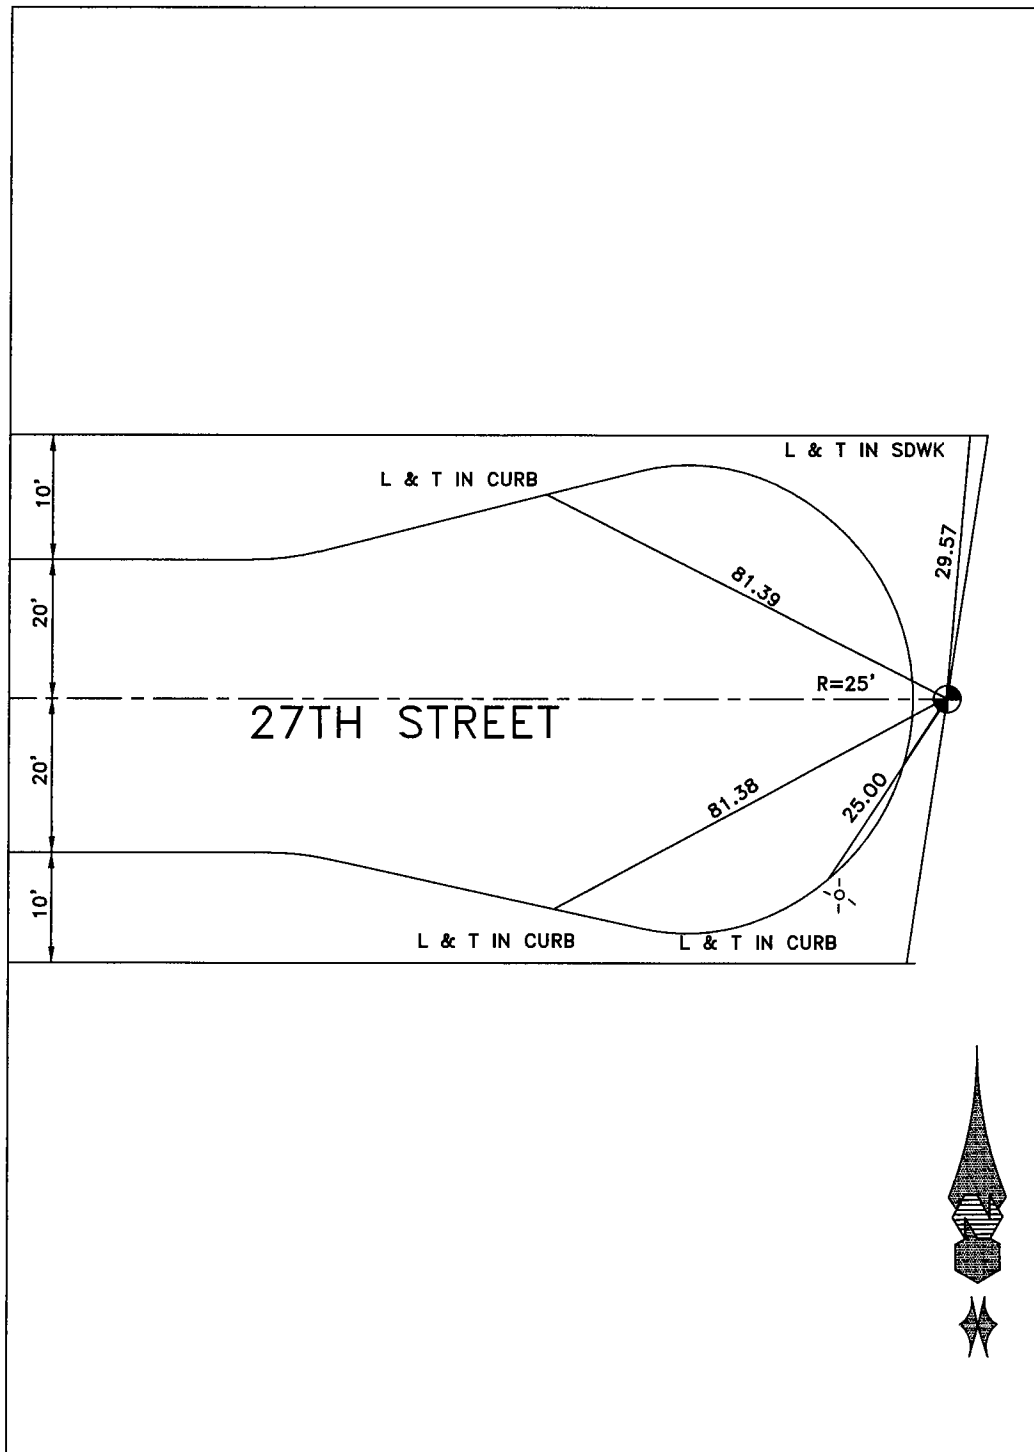 L & T IN SDWK
L & T IN CURB
10'
29.57
81.39
20'
R=25'
27TH STREET
20'
81.38
25.00
10'
L & T IN CURB
L & T IN CURB
N